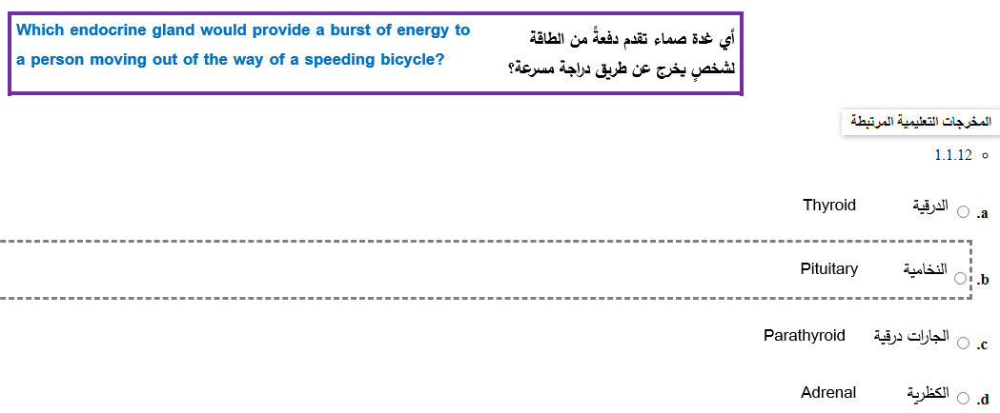 Which endocrine gland would provide a burst of energy to
a person moving out of the way of a speeding bicycle?
أي غدة صماء تقدم دفعةً من الطاقة
لشخصٍ يخرج عن طريق دراجة مسرعة؟
المخرجات التعليمية المرتبطة
1.1.12
a. الدرقية Thyroid
b. النخامية Pituitary
c. الجارات درقية Parathyroid
d. الكظرية Adrenal